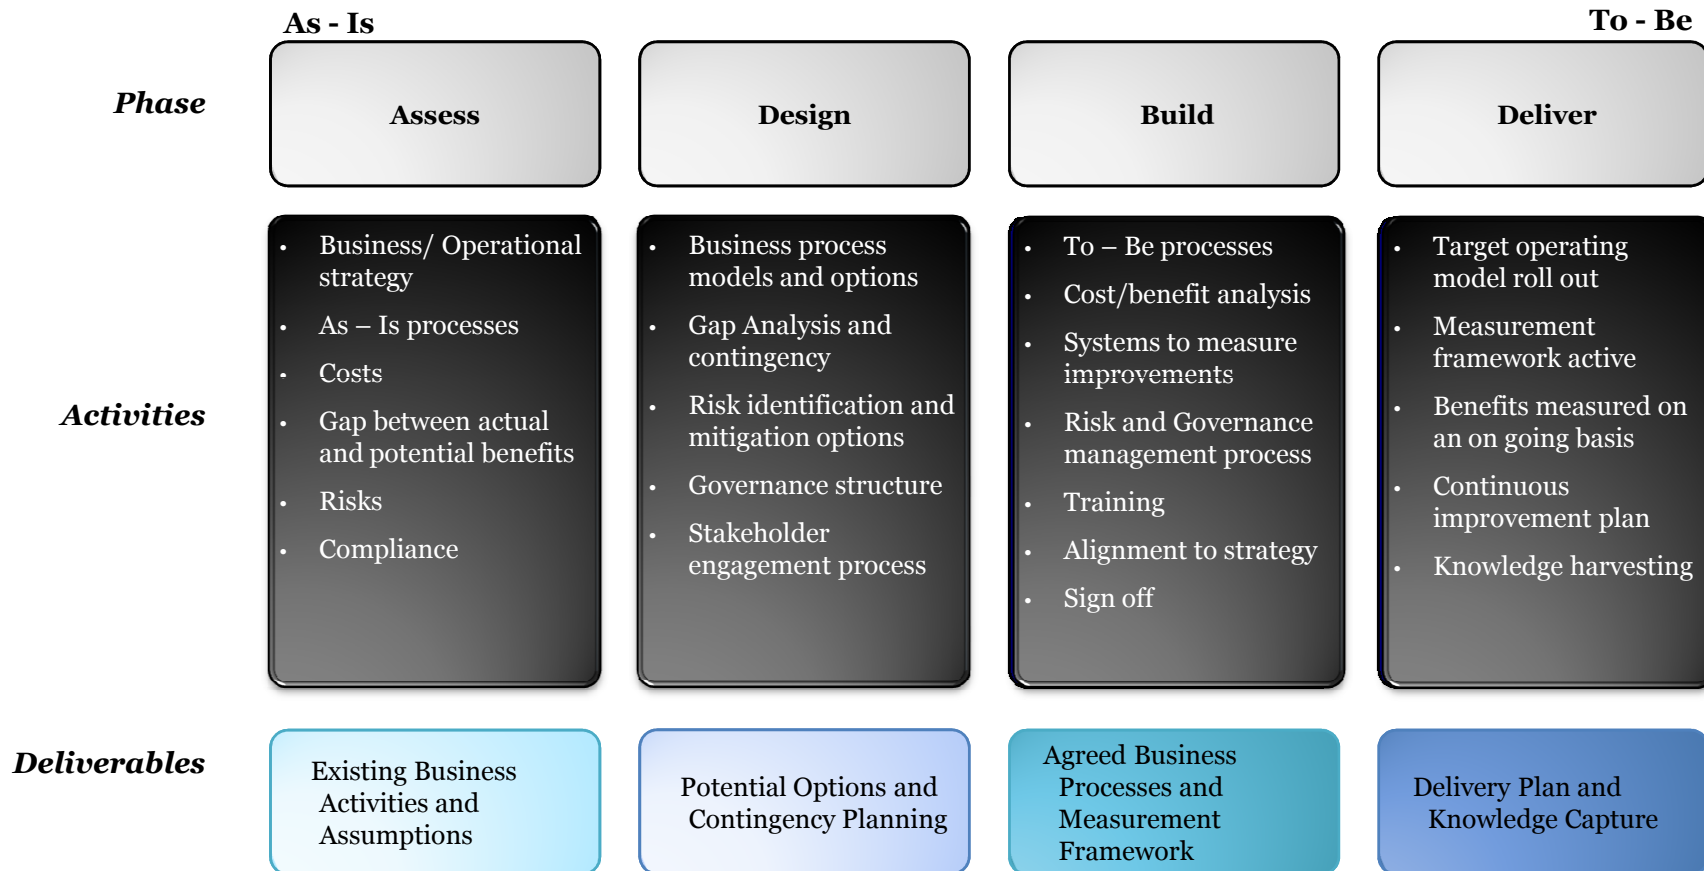 As - Is
To - Be
Phase
Assess
Design
Build
Deliver
Activities
• Business/ Operational
strategy
• As – Is processes
• Costs
• Gap between actual
and potential benefits
• Risks
• Compliance
• Business process
models and options
• Gap Analysis and
contingency
• Risk identification and
mitigation options
• Governance structure
• Stakeholder
engagement process
• To – Be processes
• Cost/benefit analysis
• Systems to measure
improvements
• Risk and Governance
management process
• Training
• Alignment to strategy
• Sign off
• Target operating
model roll out
• Measurement
framework active
• Benefits measured on
an on going basis
• Continuous
improvement plan
• Knowledge harvesting
Deliverables
Existing Business
Activities and
Assumptions
Potential Options and
Contingency Planning
Agreed Business
Processes and
Measurement
Framework
Delivery Plan and
Knowledge Capture